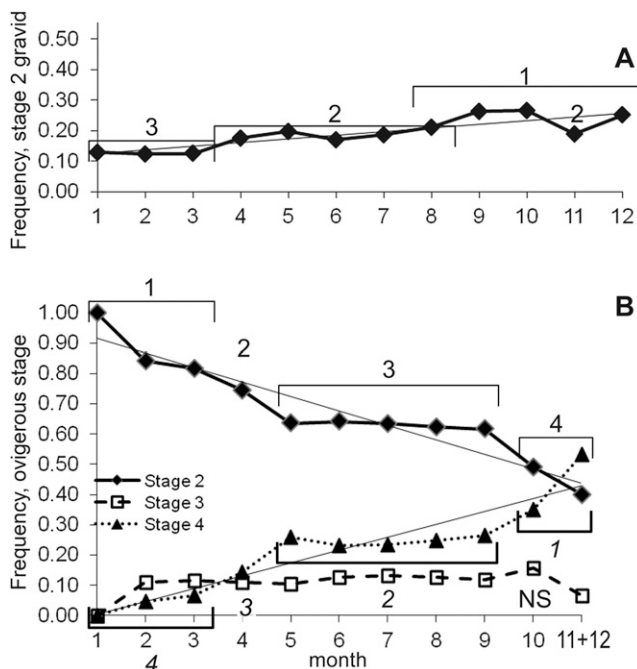 0.50
A
0.40
1
0.30
2
3
2
0.20
0.10
0.00
1 2 3 4 5 6 7 8 9 10 11 12
Frequency, stage 2 gravid
B
1
1.00
2
0.90
3
0.80
0.70
4
0.60
0.50
Stage 2
0.40
Stage 3
0.30
Stage 4
1
0.20
0.10
3
2
NS
0.00
1 2 3 4 5 6 7 8 9 10 11+12
4
month
Frequency, ovigerous stage